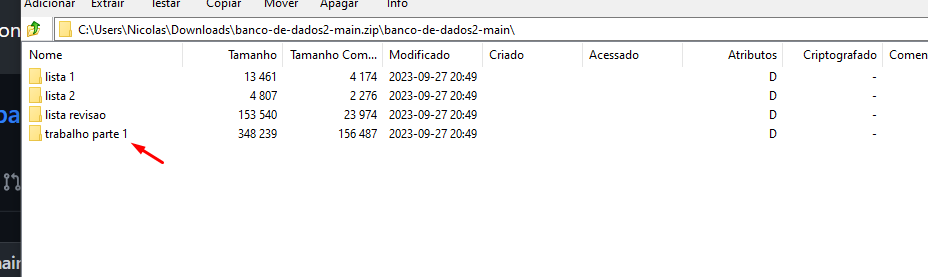 Adicionar Extrair Testar Copiar Mover Apagar Info
C:\Users\Nicolas\Downloads\banco-de-dados2-main.zip\banco-de-dados2-main\
Nome Tamanho Tamanho Com... Modificado Criado Acessado Atributos Criptografado Comen
lista 1 13 461 4 174 2023-09-27 20:49 D -
lista 2 4 807 2 276 2023-09-27 20:49 D -
lista revisao 153 540 23 974 2023-09-27 20:49 D -
trabalho parte 1 348 239 156 487 2023-09-27 20:49 D -